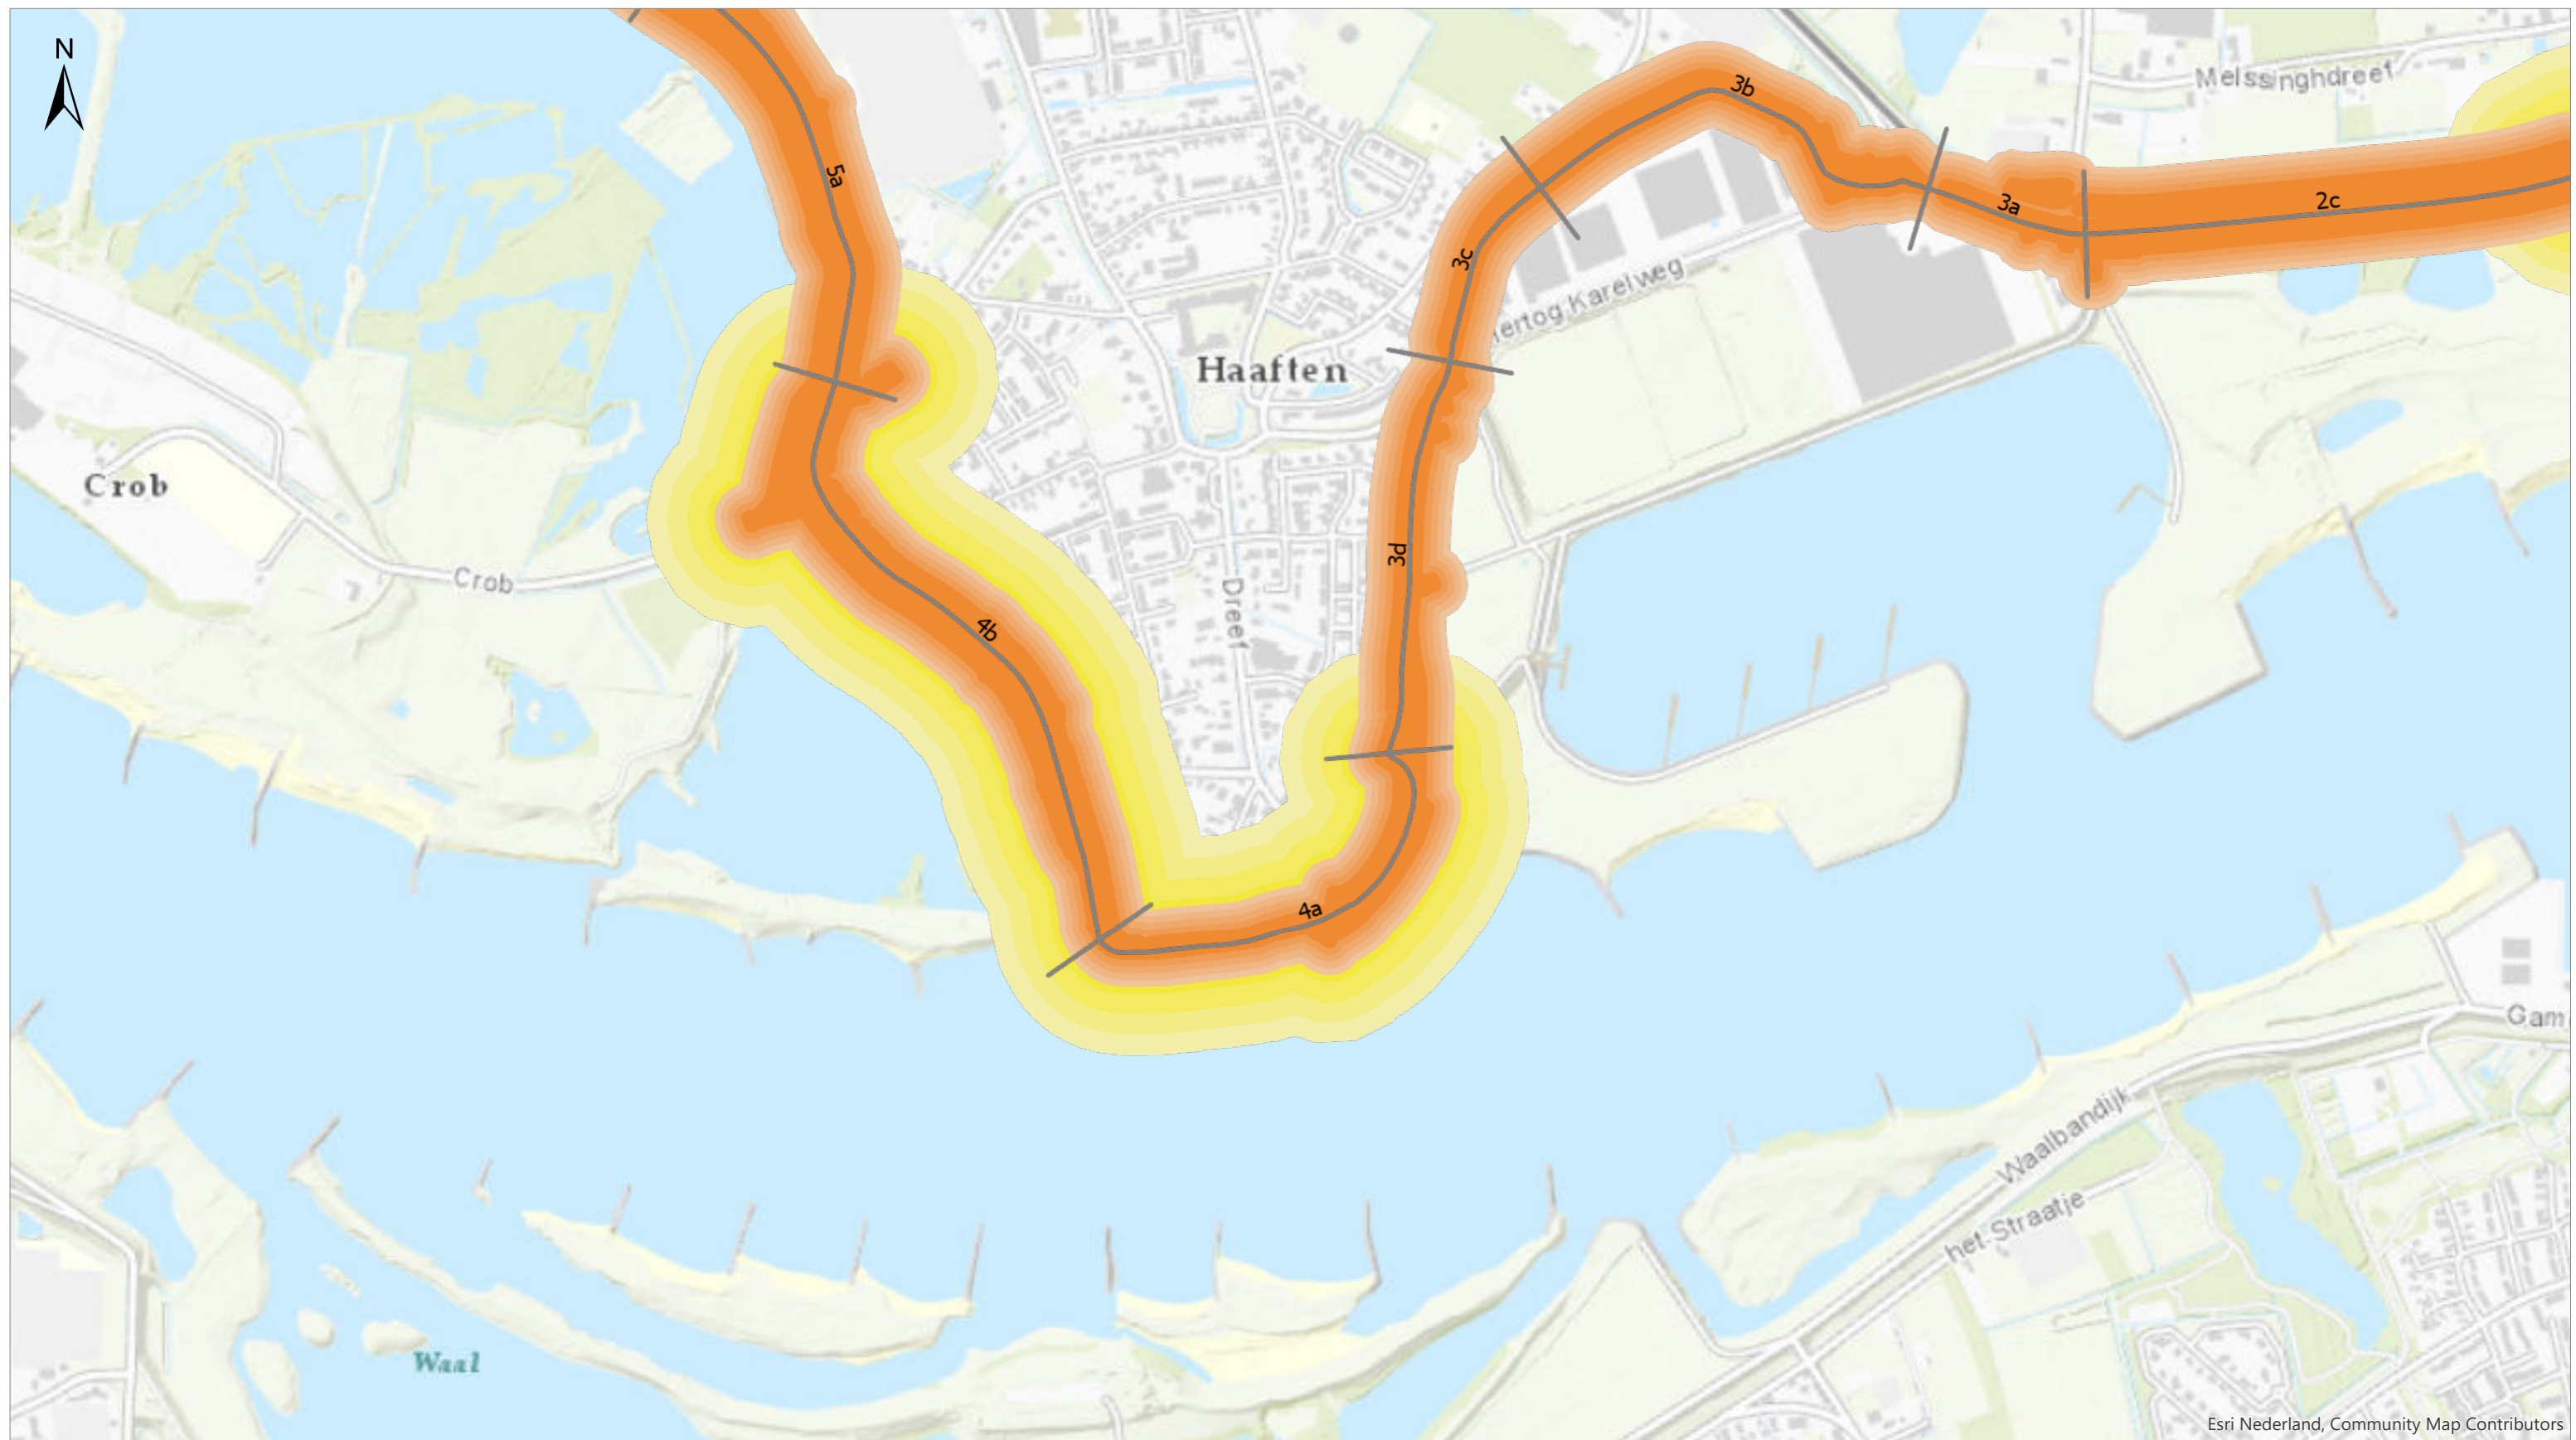 N
Melssinghdreef
3b
5a
3a
2c
3c
Hertog Karelweg
Haaften
Crob
Crob
3d
Dreef
4b
4a
Gam
Waalbandijk
het Straatje
Waal
Esri Nederland, Community Map Contributors